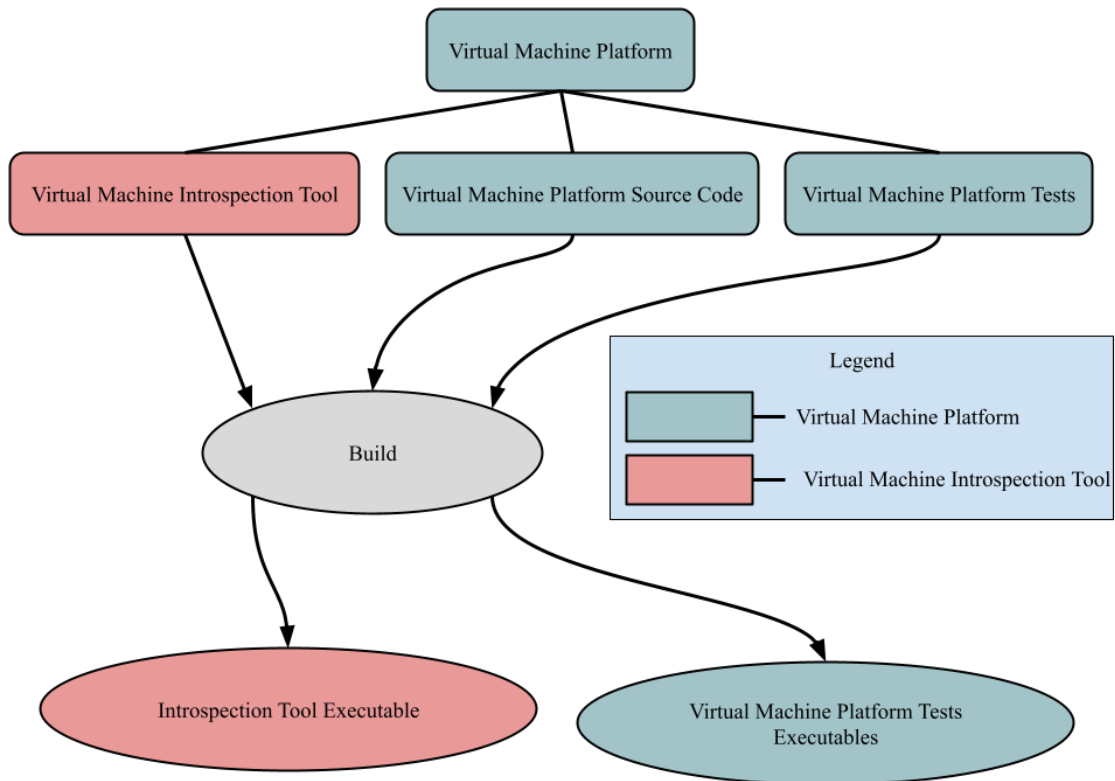 Virtual Machine Platform
Virtual Machine Introspection Tool
Virtual Machine Platform Source Code
Virtual Machine Platform Tests
Legend
Virtual Machine Platform
Virtual Machine Introspection Tool
Build
Introspection Tool Executable
Virtual Machine Platform Tests
Executables